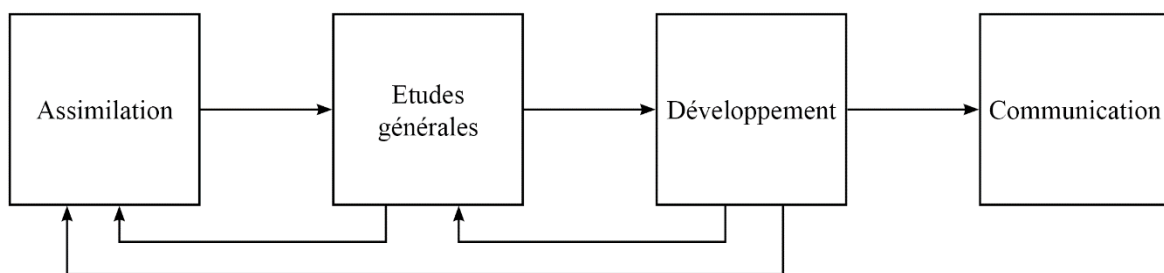 Assimilation
Etudes
générales
Développement
Communication